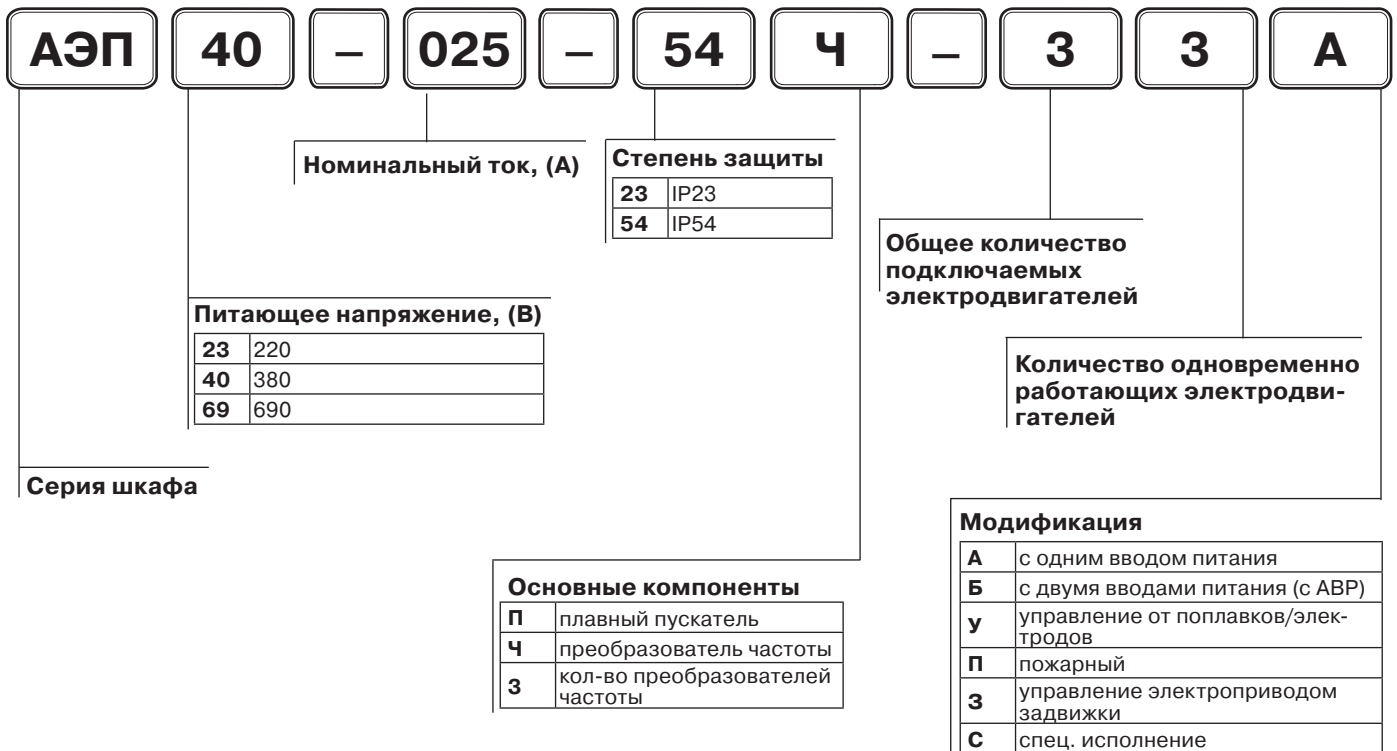 АЭП 40 – 025 – 54 Ч – 3 3 А
Номинальный ток, (А)
Степень защиты
23 IP23
54 IP54
Общее количество
подключаемых
электродвигателей
Питающее напряжение, (В)
23 220
40 380
69 690
Количество одновременно
работающих электродви-
гателей
Серия шкафа
Основные компоненты
П плавный пускатель
Ч преобразователь частоты
3 кол-во преобразователей
частоты
Модификация
А с одним вводом питания
Б с двумя вводами питания (с АВР)
У управление от поплавков/элек-
тродов
П пожарный
З управление электроприводом
задвижки
С спец. исполнение